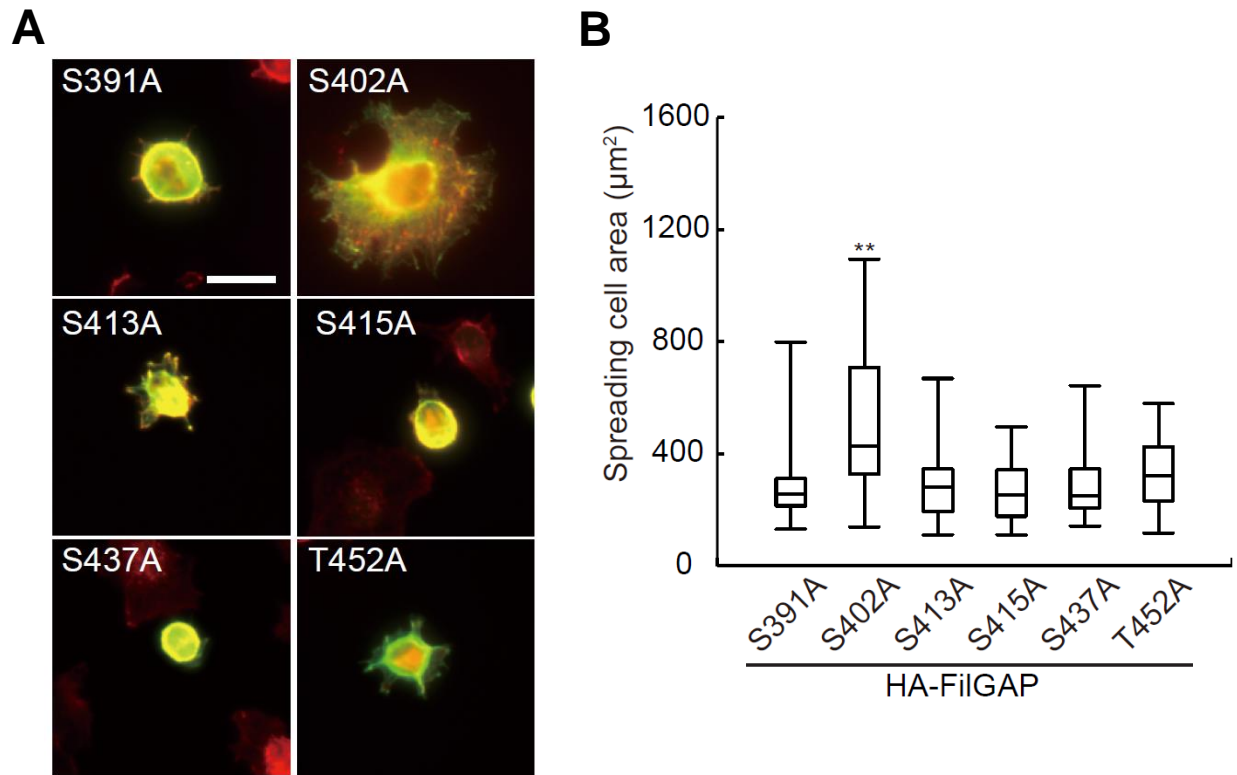 A
S391A
S402A
S413A
S415A
S437A
T452A
B
Spreading cell area (µm²)
1600
1200
800
400
0
**
S391A
S402A
S413A
S415A
S437A
T452A
HA-FilGAP